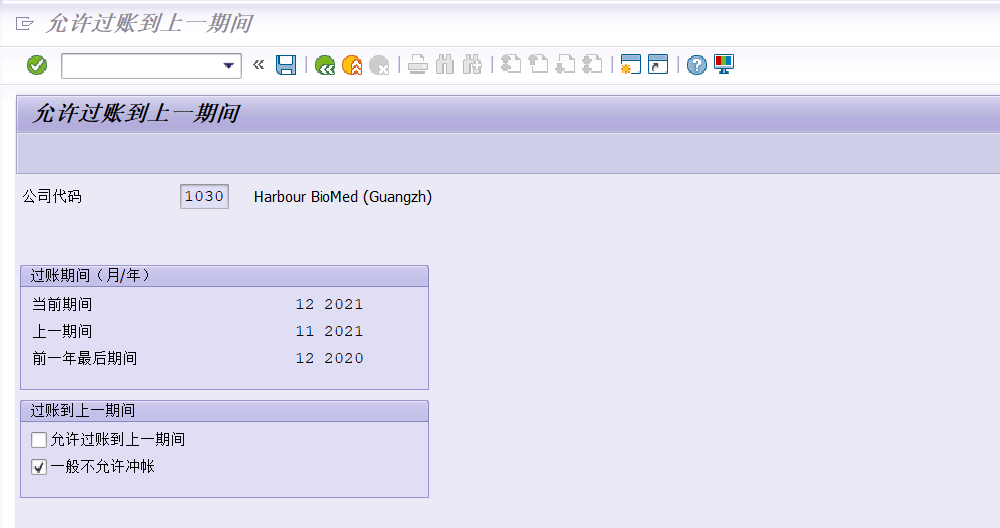 允许过账到上一期间
允许过账到上一期间
公司代码 1030 Harbour BioMed (Guangzh)
过账期间（月/年）
当前期间 12 2021
上一期间 11 2021
前一年最后期间 12 2020
过账到上一期间
允许过账到上一期间
一般不允许冲帐